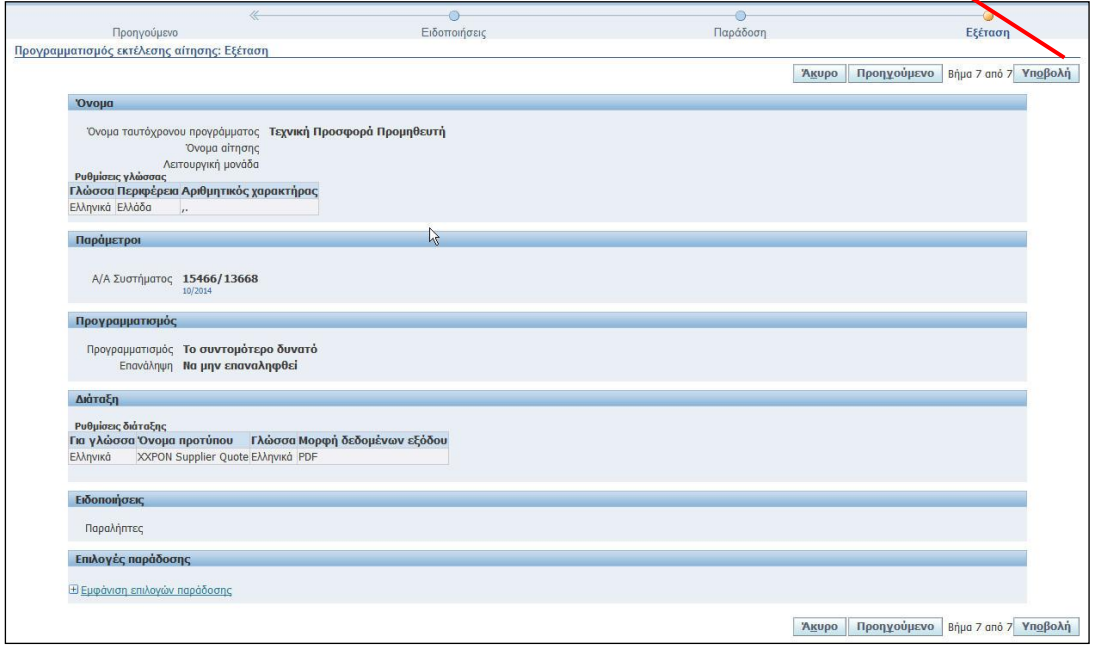 Προηγούμενο Ειδοποιήσεις Παράδοση Εξέταση
Προγραμματισμός εκτέλεσης αίτησης: Εξέταση
Άκυρο Προηγούμενο Βήμα 7 από 7 Υποβολή
Όνομα
Όνομα ταυτόχρονου προγράμματος Τεχνική Προσφορά Προμηθευτή
Όνομα αίτησης
Λειτουργική μονάδα
Ρυθμίσεις γλώσσας
Γλώσσα Περιφέρεια Αριθμητικός χαρακτήρας
Ελληνικά Ελλάδα ,.
Παράμετροι
Α/Α Συστήματος 15466/13668
10/2014
Προγραμματισμός
Προγραμματισμός Το συντομότερο δυνατό
Επανάληψη Να μην επαναληφθεί
Διάταξη
Ρυθμίσεις διάταξης
Για γλώσσα Όνομα προτύπου Γλώσσα Μορφή δεδομένων εξόδου
Ελληνικά XXPON Supplier Quote Ελληνικά PDF
Ειδοποιήσεις
Παραλήπτες
Επιλογές παράδοσης
Εμφάνιση επιλογών παράδοσης
Άκυρο Προηγούμενο Βήμα 7 από 7 Υποβολή